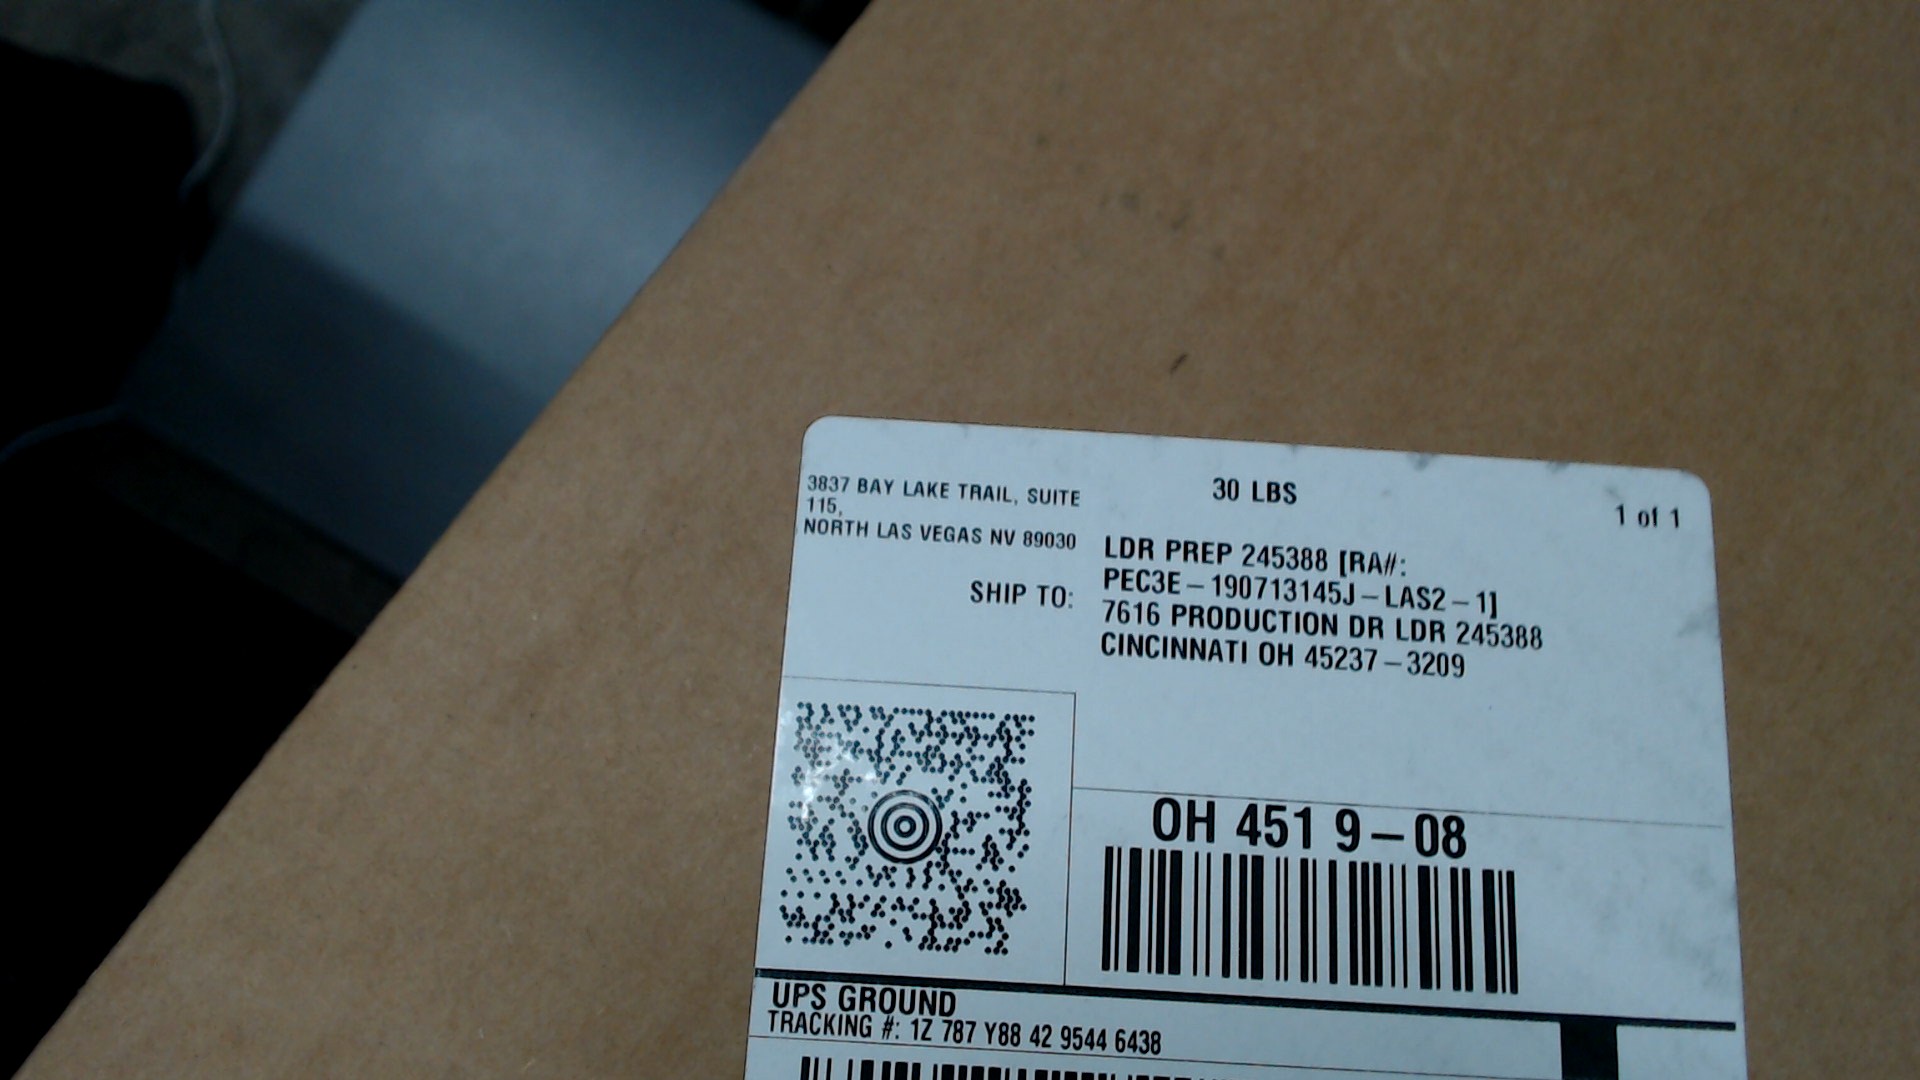 3837 BAY LAKE TRAIL, SUITE
115,
NORTH LAS VEGAS NV 89030
30 LBS
1 of 1
SHIP TO:
LDR PREP 245388 [RA#:
PEC3E-190713145J-LAS2-1]
7616 PRODUCTION DR LDR 245388
CINCINNATI OH 45237-3209
OH 451 9-08
UPS GROUND
TRACKING #: 1Z 787 Y88 42 9544 6438